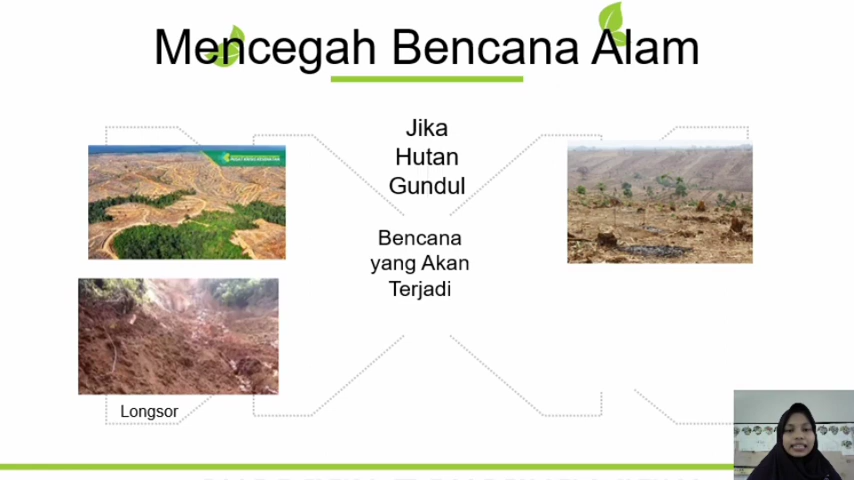 Mencegah Bencana Alam
Jika
Hutan
Gundul
Bencana
yang Akan
Terjadi
Longsor